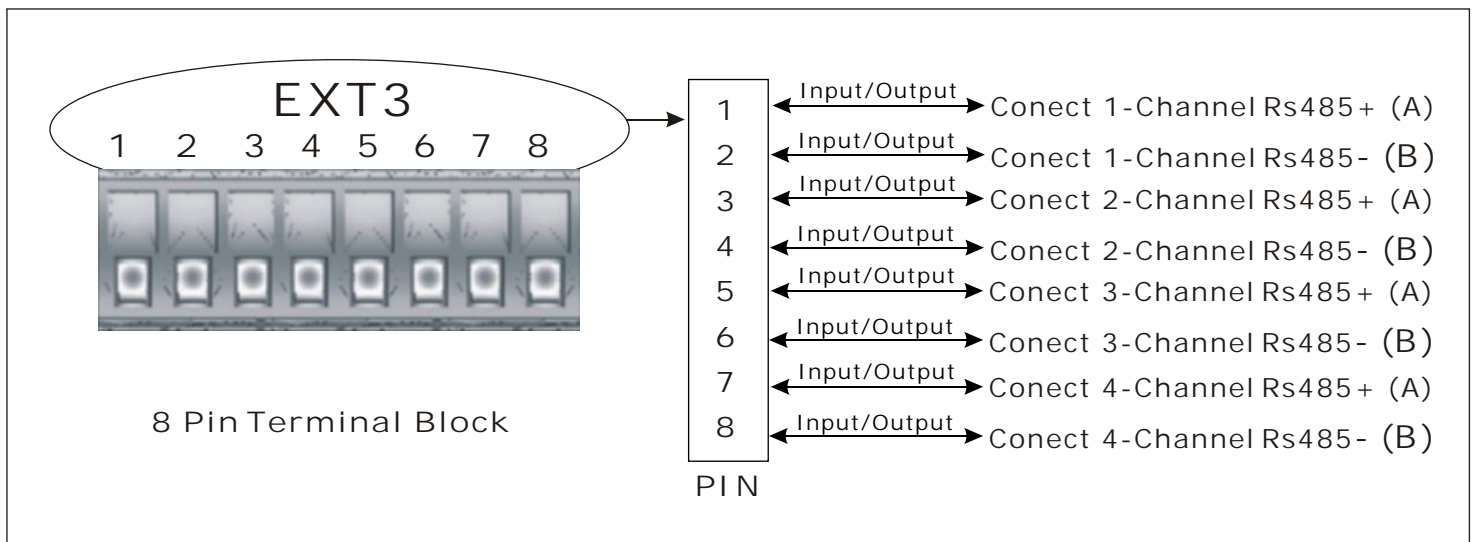 EXT3
1 2 3 4 5 6 7 8
8 Pin Terminal Block
1 Input/Output Conect 1-Channel Rs485+ (A)
2 Input/Output Conect 1-Channel Rs485- (B)
3 Input/Output Conect 2-Channel Rs485+ (A)
4 Input/Output Conect 2-Channel Rs485- (B)
5 Input/Output Conect 3-Channel Rs485+ (A)
6 Input/Output Conect 3-Channel Rs485- (B)
7 Input/Output Conect 4-Channel Rs485+ (A)
8 Input/Output Conect 4-Channel Rs485- (B)
PIN